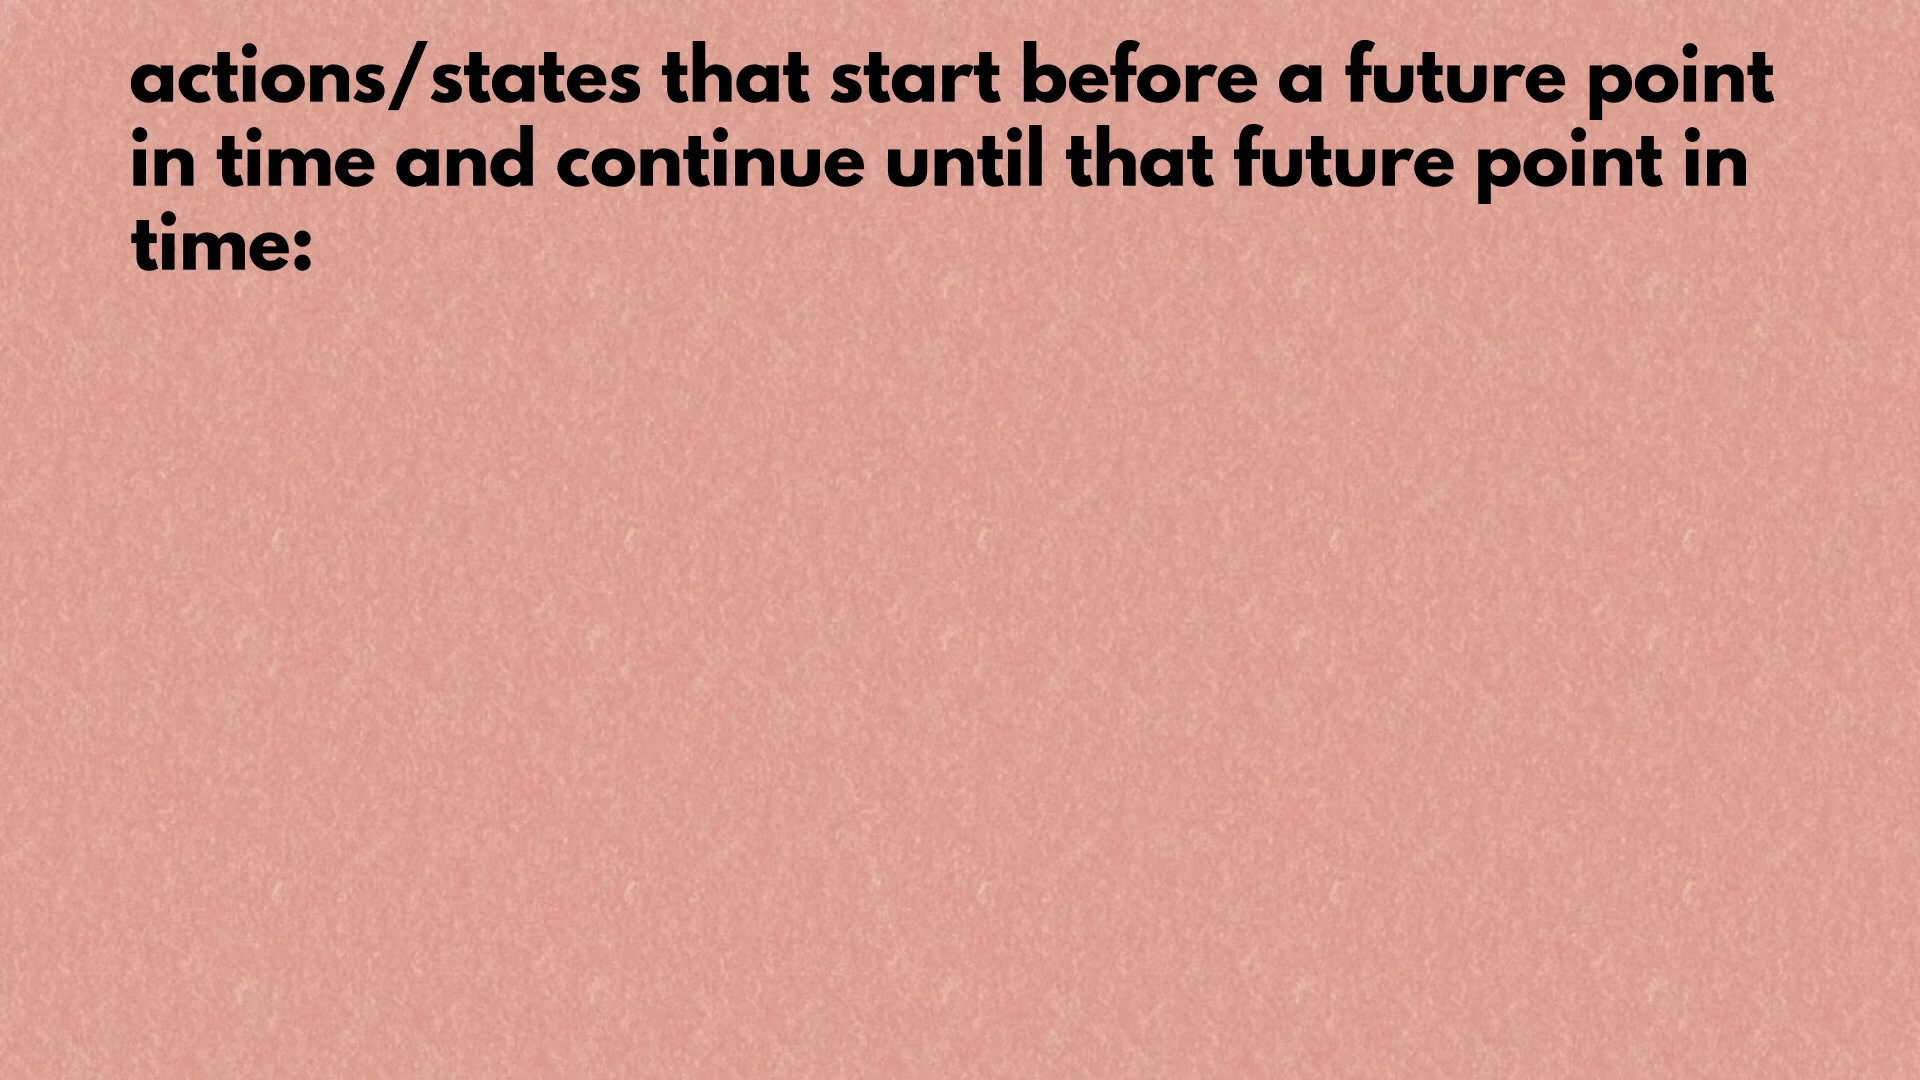 actions/states that start before a future point
in time and continue until that future point in
time: